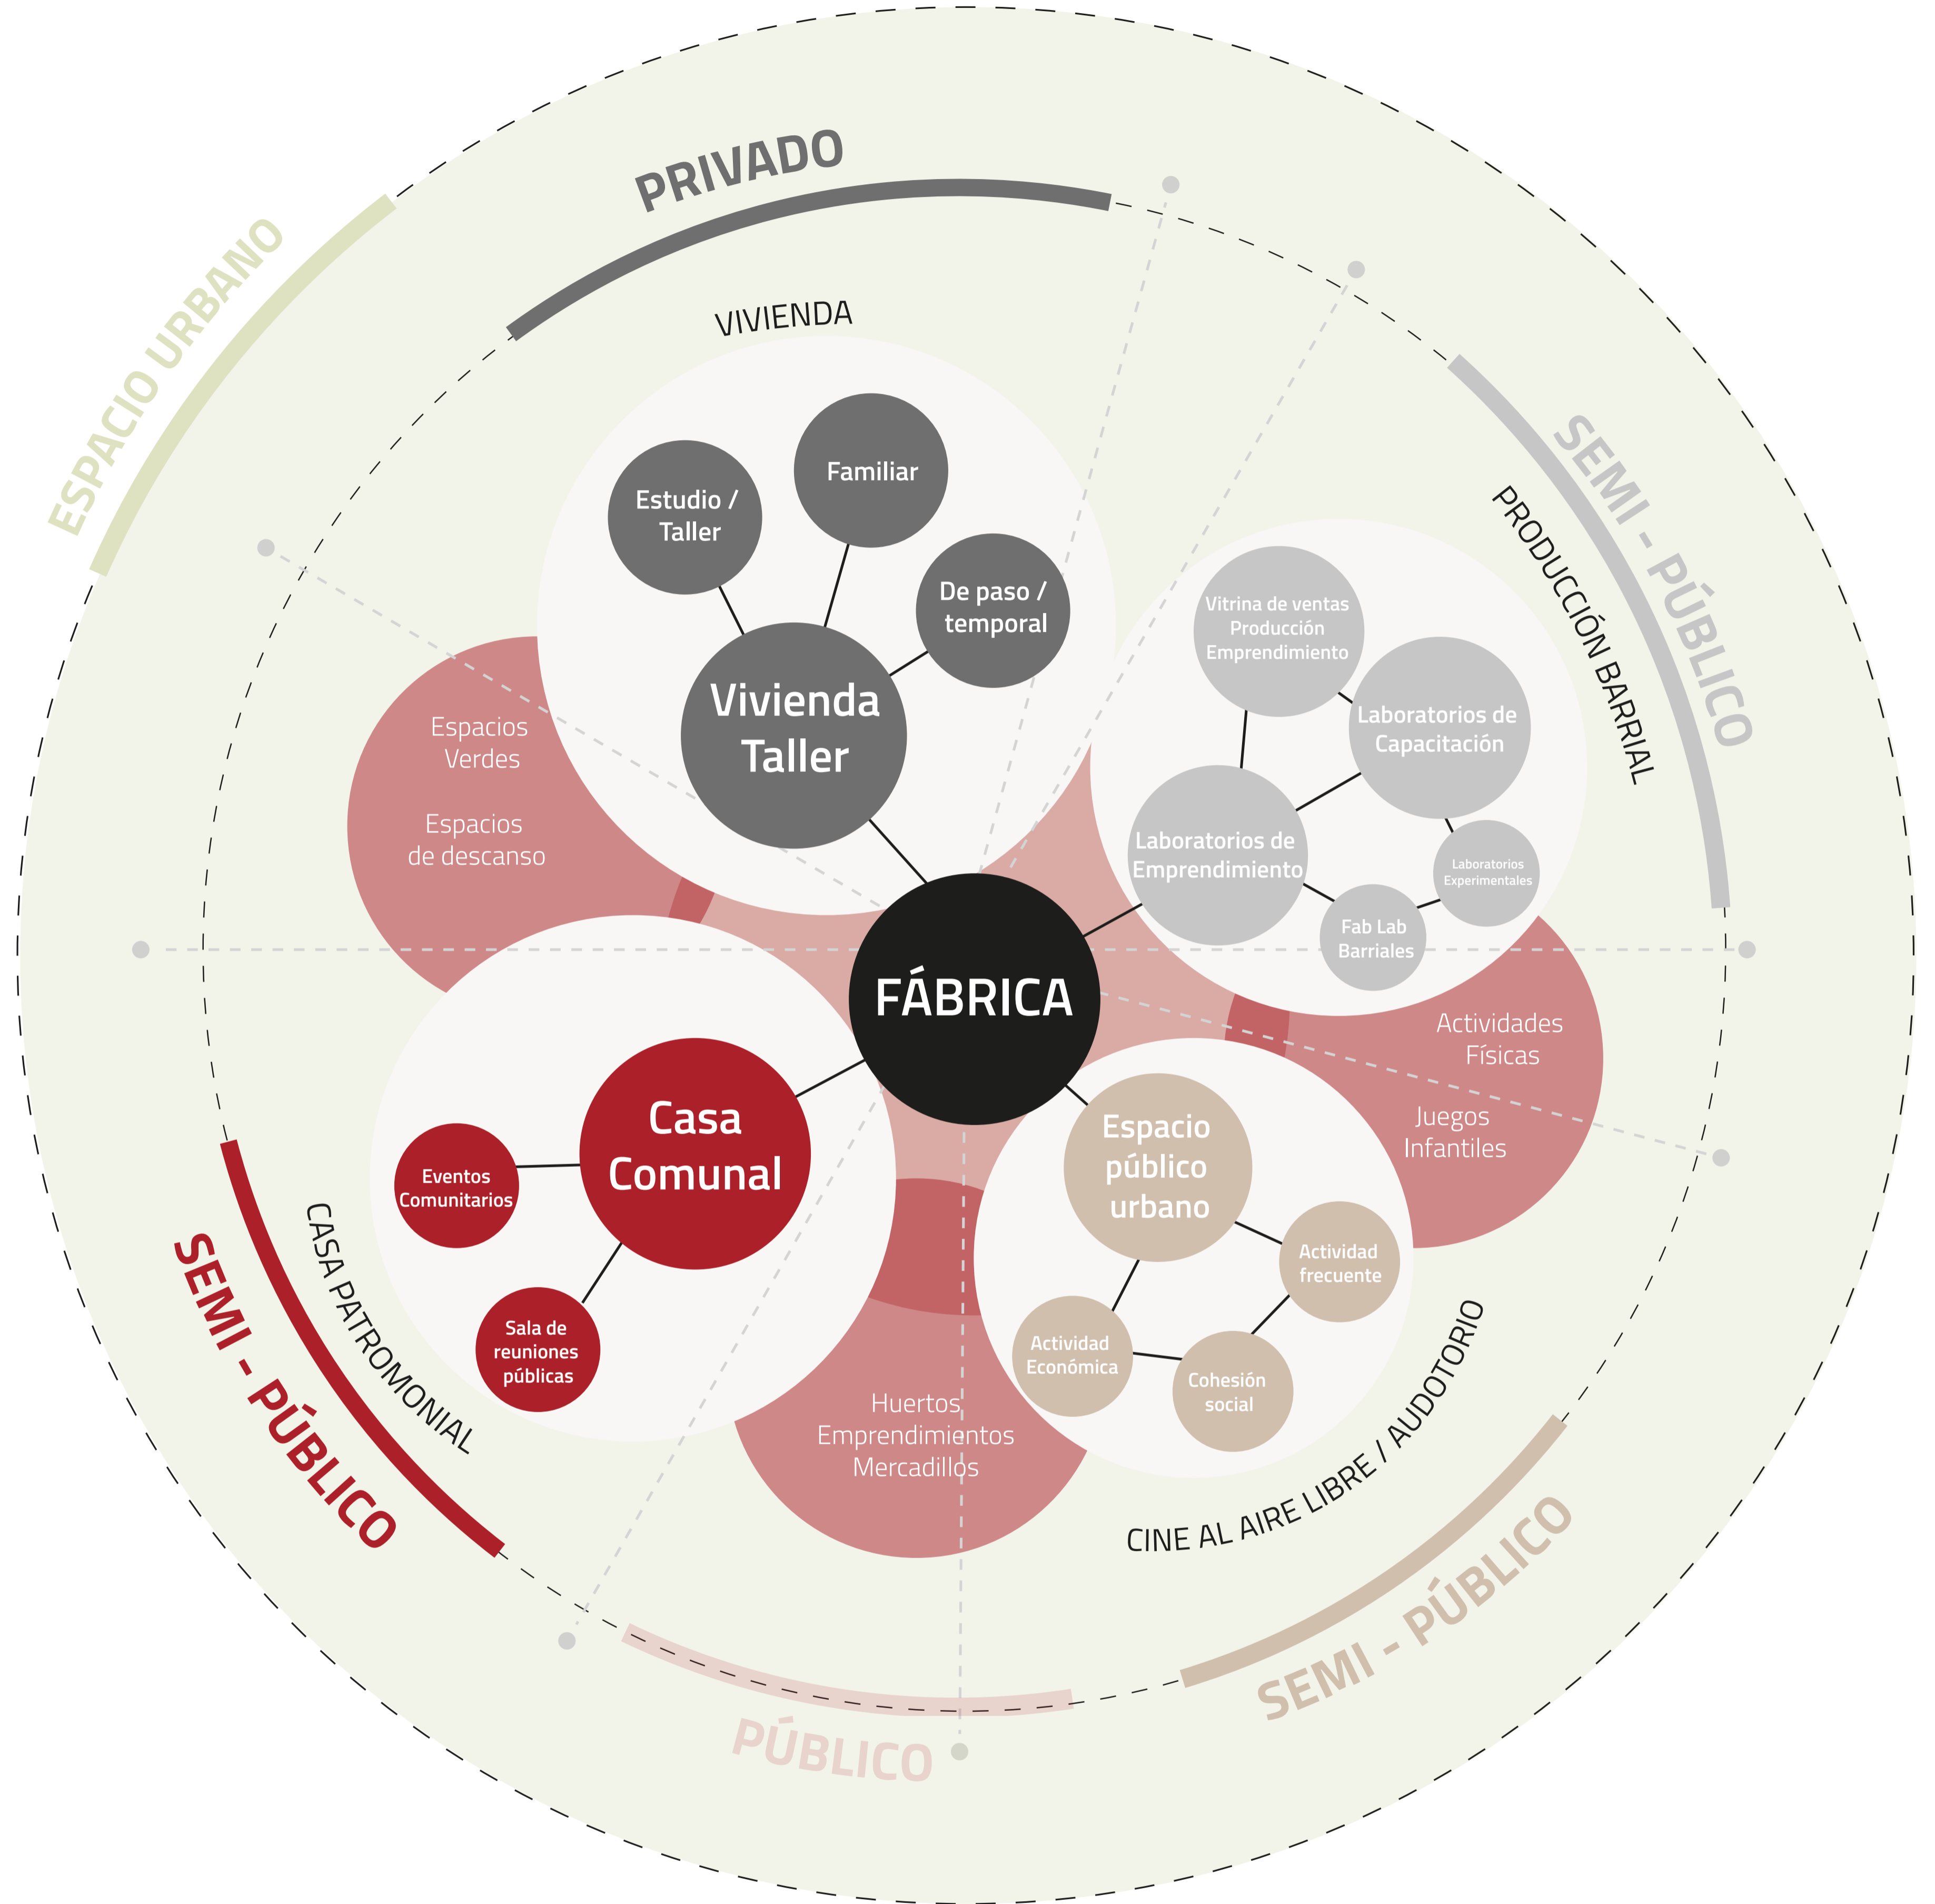 ESPACIO URBANO
PRIVADO
VIVIENDA
Estudio /
Taller
Familiar
De paso /
temporal
Vivienda
Taller
SEMI - PÚBLICO
PRODUCCIÓN BARRIAL
Vitrina de ventas
Producción
Emprendimiento
Laboratorios de
Capacitación
Laboratorios de
Emprendimiento
Laboratorios
Experimentales
Fab Lab
Barriales
Espacios
Verdes
Espacios
de descanso
FÁBRICA
Actividades
Físicas
Juegos
Infantiles
Casa
Comunal
Eventos
Comunitarios
Sala de
reuniones
públicas
CASA PATROMONIAL
SEMI - PÚBLICO
Espacio
público
urbano
Actividad
frecuente
Actividad
Económica
Cohesión
social
CINE AL AIRE LIBRE / AUDOTORIO
SEMI - PÚBLICO
Huertos
Emprendimientos
Mercadillos
PÚBLICO